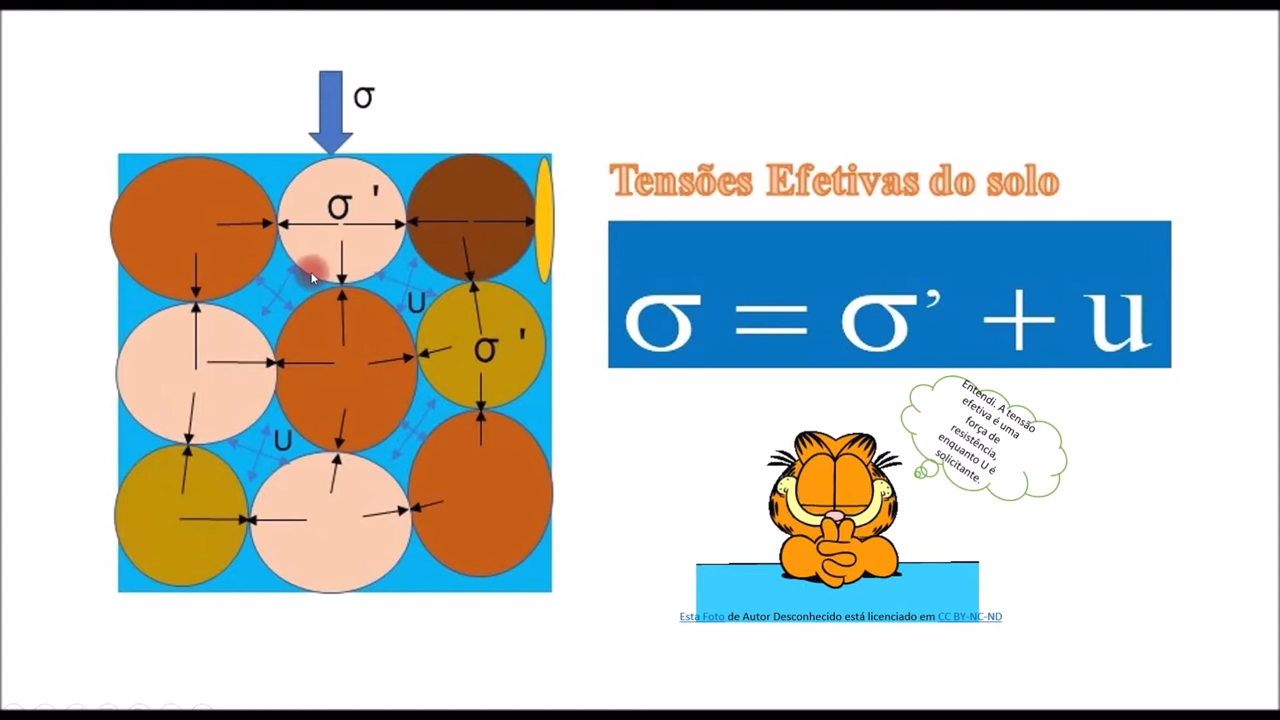 σ
σ '
U
σ '
U
Tensões Efetivas do solo
σ = σ’ + u
Entendi. A tensão
efetiva é uma
força de
resistência,
enquanto U é
solicitante.
Esta Foto de Autor Desconhecido está licenciado em CC BY-NC-ND